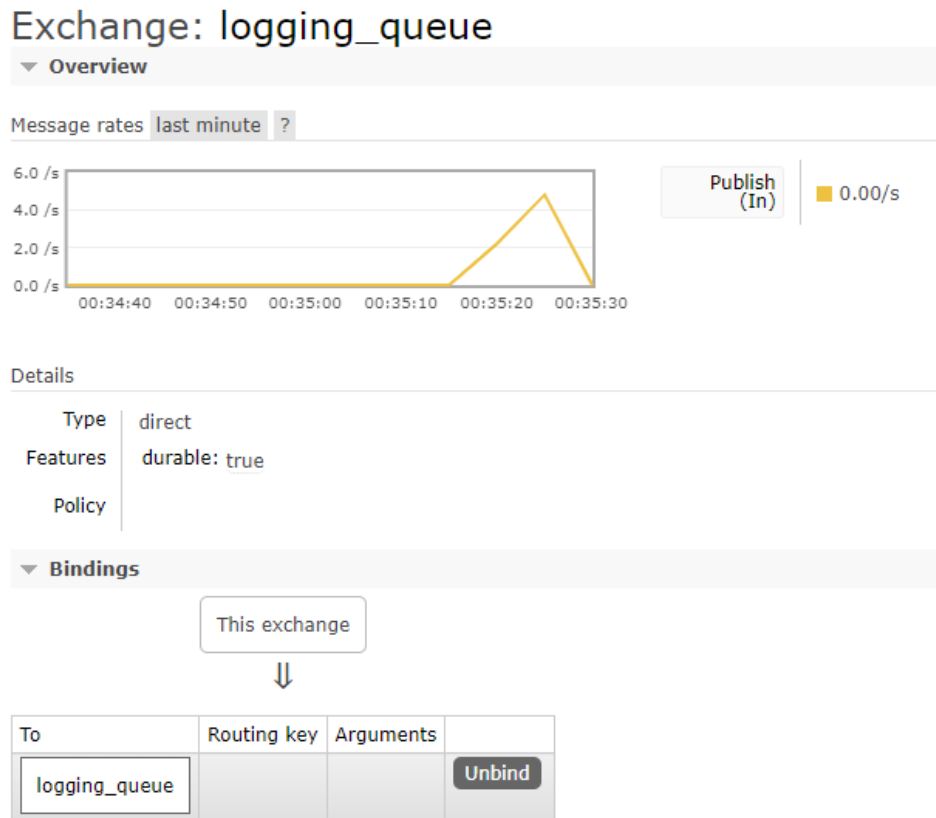 Exchange: logging_queue
Overview
Message rates last minute ?
6.0 /s
4.0 /s
2.0 /s
0.0 /s
00:34:40 00:34:50 00:35:00 00:35:10 00:35:20 00:35:30
Publish
(In)
0.00/s
Details
Type direct
Features durable: true
Policy
Bindings
This exchange
⇓
To Routing key Arguments
logging_queue Unbind